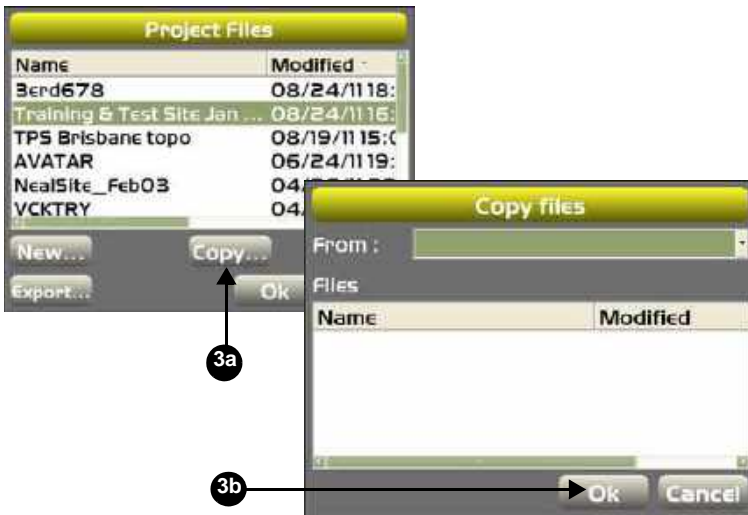 Project Files
Name Modified
3erd678 08/24/11 18:
Training & Test Site Jan ... 08/24/11 16:
TPS Brisbane topo 08/19/11 15:0
AVATAR 06/24/11 19:
NealSite_Feb03 04/
VCKTRY 04/
New... Copy...
Export... Ok
3a
Copy files
From :
Files
Name Modified
3b
Ok Cancel